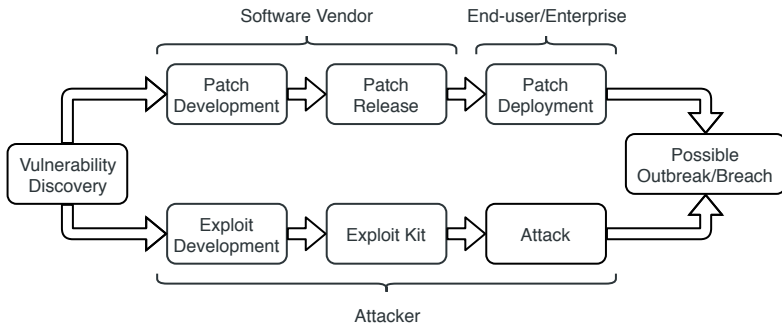 Software Vendor
End-user/Enterprise
Patch
Development
Patch
Release
Patch
Deployment
Vulnerability
Discovery
Possible
Outbreak/Breach
Exploit
Development
Exploit Kit
Attack
Attacker